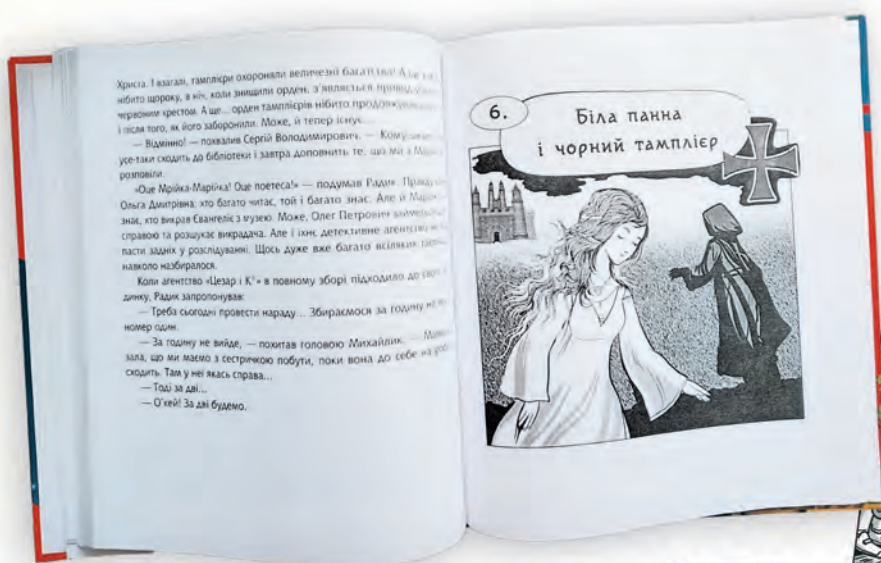 Христа. І взагалі, тамплієри охороняли величезні багатства! А ще
нібито щороку, в ніч, коли знищили орден, з'являється привид
червоним хрестом. А ще... орден тамплієрів нібито продовжував
і після того, як його заборонили. Може, й тепер існує...
— Відмінно! — похвалив Сергій Володимирович. — Кому
усе-таки сходить до бібліотеки і завтра доповнить те, що ми з
розповіли.
«Оце Мрійка-Марійка! Оце поетеса!» — подумав Радик.
Ольга Дмитрівна: хто багато читає, той і багато знає. Але й
знає, хто викрав Євангеліє з музею. Може, Олег Петрович
справою та розшукає викрадача. Але і їхнє детективне агентство не
пасти задніх у розслідуванні. Щось дуже вже багато всіляких
навколо назбиралося.
Коли агентство «Цезар і К°» в повному зборі підходило до
динку, Радик запропонував:
— Треба сьогодні провести нараду... Збираємося за годину на
номер один.
— За годину не вийде, — похитав головою Михайлик. —
зала, що ми маємо з сестричкою побути, поки вона до себе на
сходить. Там у неї якась справа...
— Тоді за дві...
— О'кей! За дві будемо.
6.
Біла панна
і чорний тамплієр